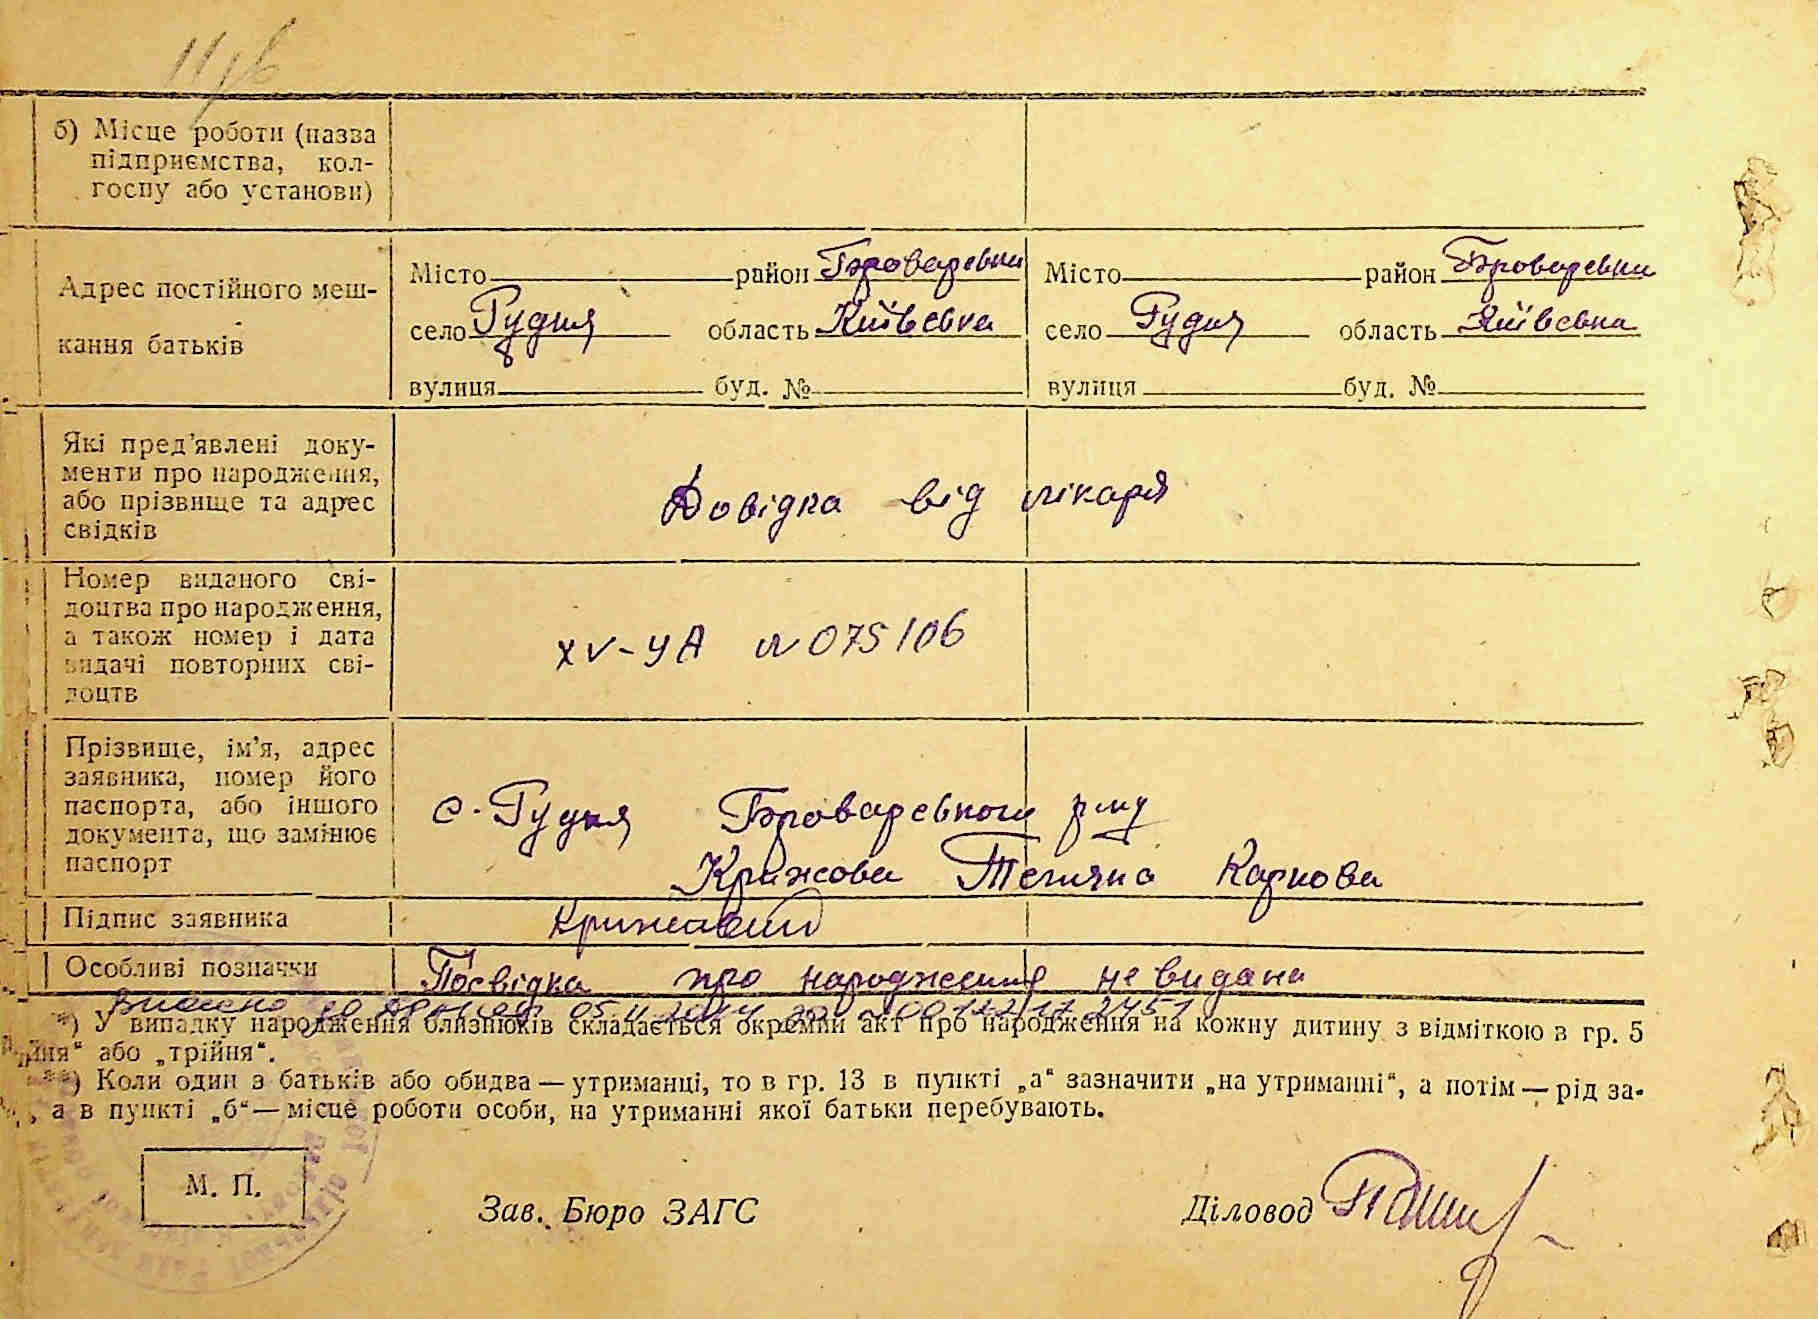 б) Місце роботи (назва
підприємства, кол-
госпу або установи)
Адрес постійного меш-
кання батьків
Місто район Броварський Місто район Броварський
село Рудня область Київська село Рудня область Київська
вулиця буд. № вулиця буд. №
Які пред'явлені доку-
менти про народження,
або прізвище та адрес
свідків
Довідка від лікаря
Номер виданого сві-
доцтва про народження,
а також номер і дата
видачі повторних сві-
доцтв
XV-УА № 075106
Прізвище, ім'я, адрес
заявника, номер його
паспорта, або іншого
документа, що замінює
паспорт
с. Рудня Броварського р-ну
Крижова Тетяна Карпова
Підпис заявника
Особливі позначки Посвідка про народження не видана
*) У випадку народження близнюків складається окремий акт про народження на кожну дитину з відміткою в гр. 5
або „трійня“.
**) Коли один з батьків або обидва — утриманці, то в гр. 13 в пункті „а“ зазначити „на утриманні“, а потім — рід за-
, а в пункті „б“ — місце роботи особи, на утриманні якої батьки перебувають.
М. П.
Зав. Бюро ЗАГС Діловод